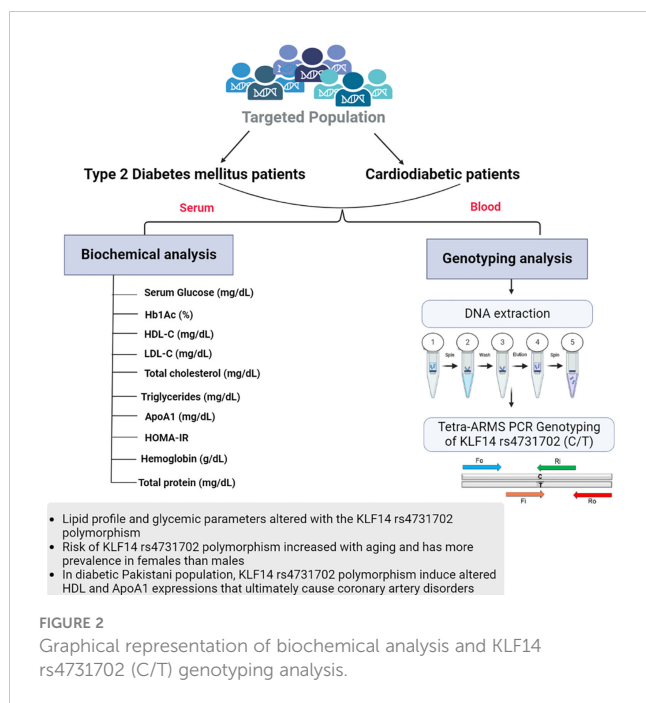 Targeted Population
Type 2 Diabetes mellitus patients
Cardiodiabetic patients
Serum
Blood
Biochemical analysis
Serum Glucose (mg/dL)
Hb1Ac (%)
HDL-C (mg/dL)
LDL-C (mg/dL)
Total cholesterol (mg/dL)
Triglycerides (mg/dL)
ApoA1 (mg/dL)
HOMA-IR
Hemoglobin (g/dL)
Total protein (mg/dL)
Genotyping analysis
DNA extraction
1 2 3 4 5
Spin Wash Elution Spin
Tetra-ARMS PCR Genotyping
of KLF14 rs4731702 (C/T)
Fo Ri
C
T
Fi Ro
• Lipid profile and glycemic parameters altered with the KLF14 rs4731702
polymorphism
• Risk of KLF14 rs4731702 polymorphism increased with aging and has more
prevalence in females than males
• In diabetic Pakistani population, KLF14 rs4731702 polymorphism induce altered
HDL and ApoA1 expressions that ultimately cause coronary artery disorders
FIGURE 2
Graphical representation of biochemical analysis and KLF14
rs4731702 (C/T) genotyping analysis.